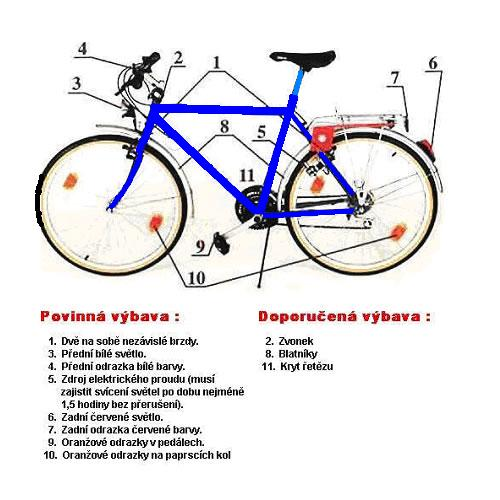 4
2
1
3
7
6
8
5
11
9
10
Povinná výbava :
1. Dvě na sobě nezávislé brzdy.
3. Přední bílé světlo.
4. Přední odrazka bílé barvy.
5. Zdroj elektrického proudu (musí
zajistit svícení světel po dobu nejméně
1,5 hodiny bez přerušení).
6. Zadní červené světlo.
7. Zadní odrazka červené barvy.
9. Oranžové odrazky v pedálech.
10. Oranžové odrazky na paprscích kol
Doporučená výbava :
2. Zvonek
8. Blatníky
11. Kryt řetězu